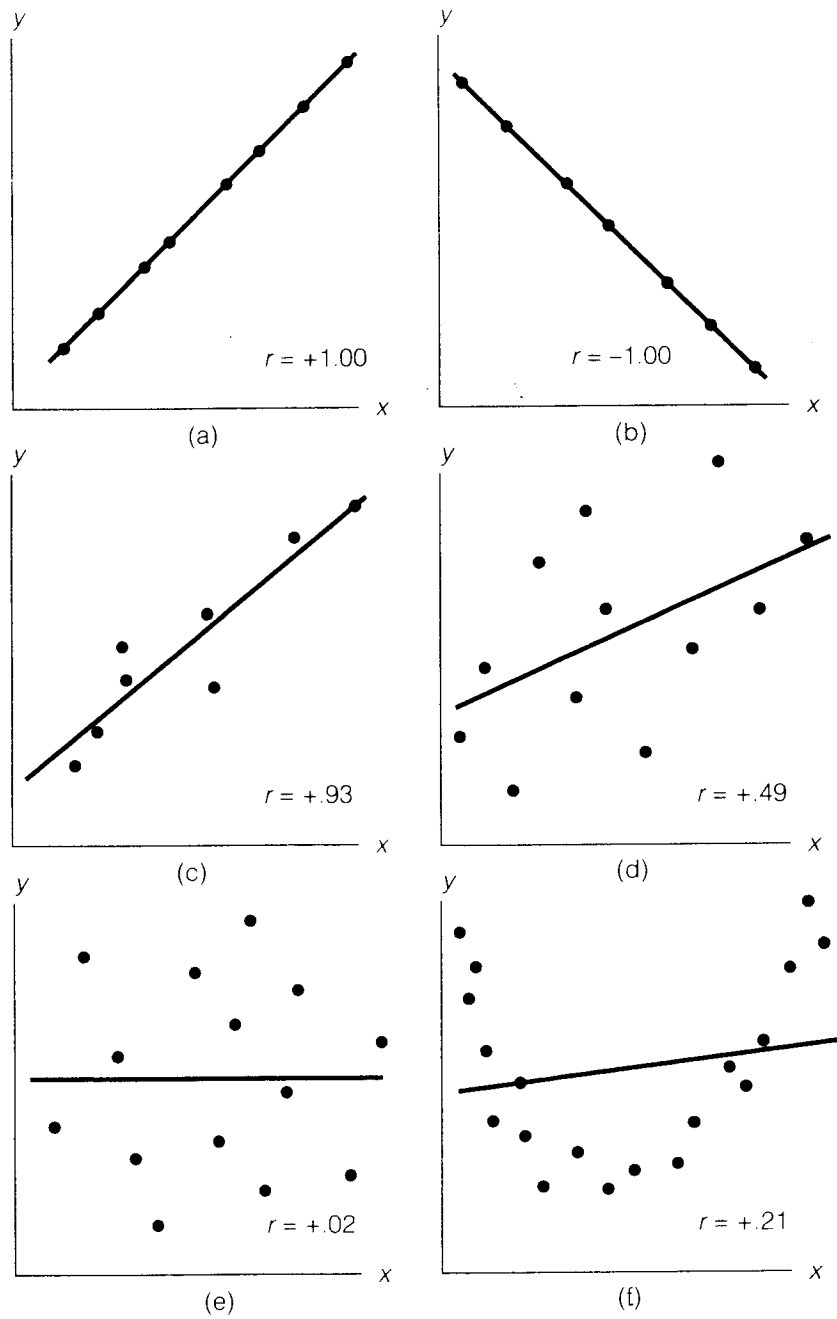 y
y
r = +1.00
r = −1.00
x
x
(a)
(b)
y
y
r = +.93
r = +.49
x
x
(c)
(d)
y
y
r = +.02
r = +.21
x
x
(e)
(f)